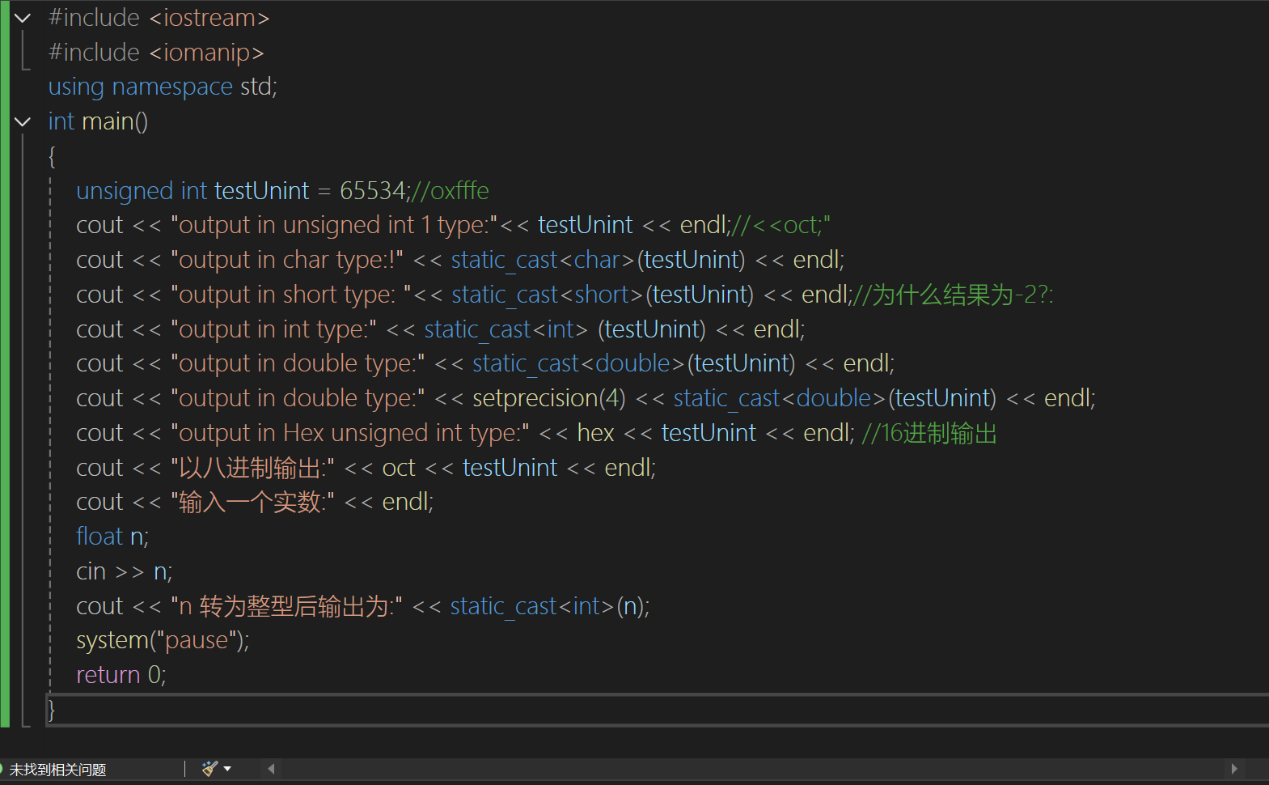 #include <iostream>
#include <iomanip>
using namespace std;
int main()
{
unsigned int testUnint = 65534;//oxfffe
cout << "output in unsigned int 1 type:"<< testUnint << endl;//<<oct;"
cout << "output in char type:!" << static_cast<char>(testUnint) << endl;
cout << "output in short type: "<< static_cast<short>(testUnint) << endl;//为什么结果为-2?:
cout << "output in int type:" << static_cast<int> (testUnint) << endl;
cout << "output in double type:" << static_cast<double>(testUnint) << endl;
cout << "output in double type:" << setprecision(4) << static_cast<double>(testUnint) << endl;
cout << "output in Hex unsigned int type:" << hex << testUnint << endl; //16进制输出
cout << "以八进制输出:" << oct << testUnint << endl;
cout << "输入一个实数:" << endl;
float n;
cin >> n;
cout << "n 转为整型后输出为:" << static_cast<int>(n);
system("pause");
return 0;
}
未找到相关问题